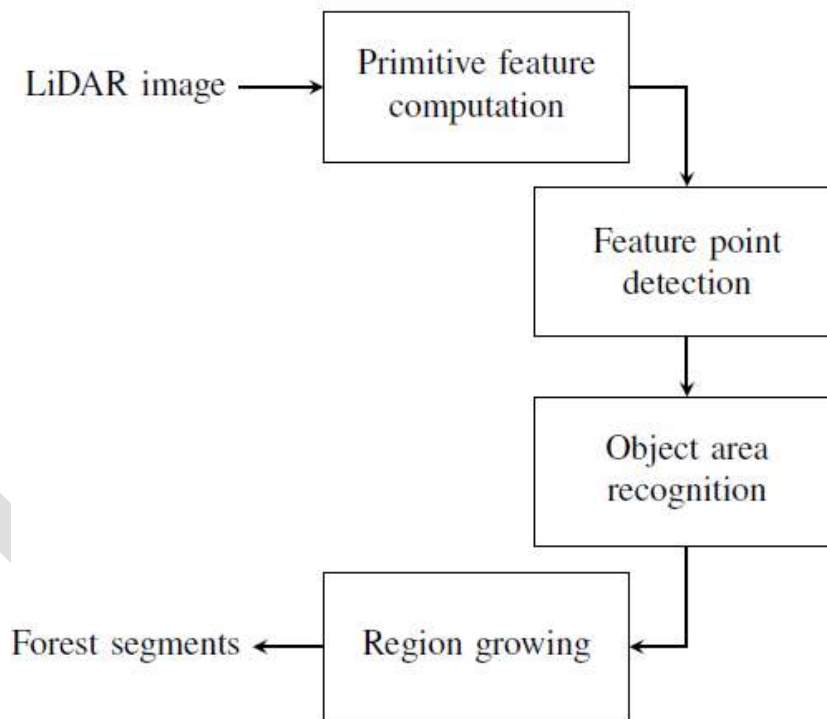 LiDAR image
Primitive feature
computation
Feature point
detection
Object area
recognition
Forest segments
Region growing